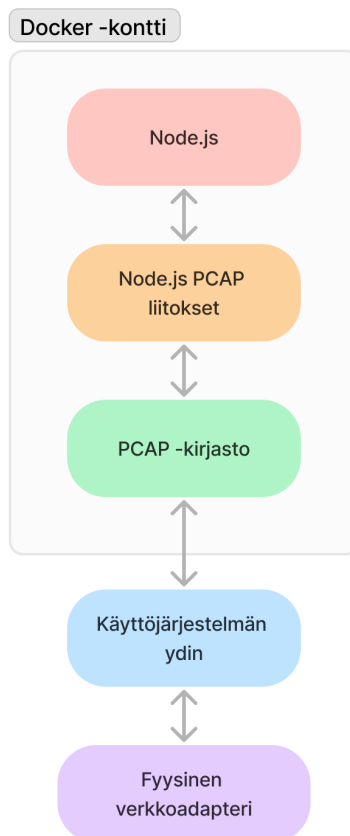 Docker -kontti
Node.js
Node.js PCAP
liitokset
PCAP -kirjasto
Käyttöjärjestelmän
ydin
Fyysinen
verkkoadapteri